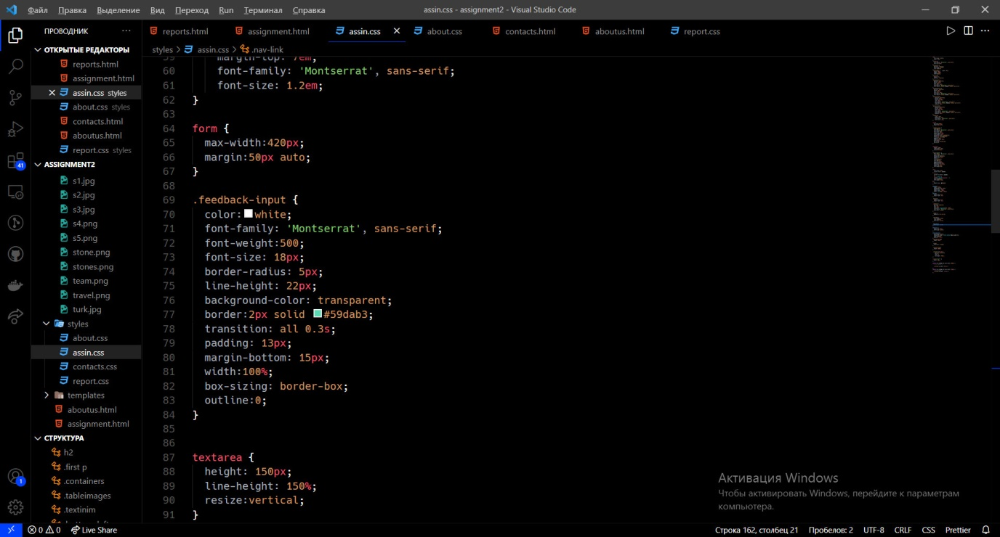 Файл Правка Выделение Вид Переход Run Терминал Справка
assin.css - assignment2 - Visual Studio Code
ПРОВОДНИК ···
reports.html assignment.html assin.css about.css contacts.html aboutus.html report.css
styles > assin.css > .nav-link
ОТКРЫТЫЕ РЕДАКТОРЫ
reports.html
assignment.html
assin.css styles
about.css styles
contacts.html
aboutus.html
report.css styles
ASSIGNMENT2
s1.jpg
s2.jpg
s3.jpg
s4.png
s5.png
stone.png
stones.png
team.png
travel.png
turk.jpg
styles
about.css
assin.css
contacts.css
report.css
templates
aboutus.html
assignment.html
СТРУКТУРА
h2
.first p
.containers
.tableimages
.textinim
41
1
59 margin-top: 7em;
60 font-family: 'Montserrat', sans-serif;
61 font-size: 1.2em;
62 }
63
64 form {
65 max-width:420px;
66 margin:50px auto;
67 }
68
69 .feedback-input {
70 color:white;
71 font-family: 'Montserrat', sans-serif;
72 font-weight:500;
73 font-size: 18px;
74 border-radius: 5px;
75 line-height: 22px;
76 background-color: transparent;
77 border:2px solid #59dab3;
78 transition: all 0.3s;
79 padding: 13px;
80 margin-bottom: 15px;
81 width:100%;
82 box-sizing: border-box;
83 outline:0;
84 }
85
86
87 textarea {
88 height: 150px;
89 line-height: 150%;
90 resize:vertical;
91 }
Активация Windows
Чтобы активировать Windows, перейдите к параметрам
компьютера.
0 0 Live Share
Строка 162, столбец 21 Пробелов: 2 UTF-8 CRLF CSS Prettier